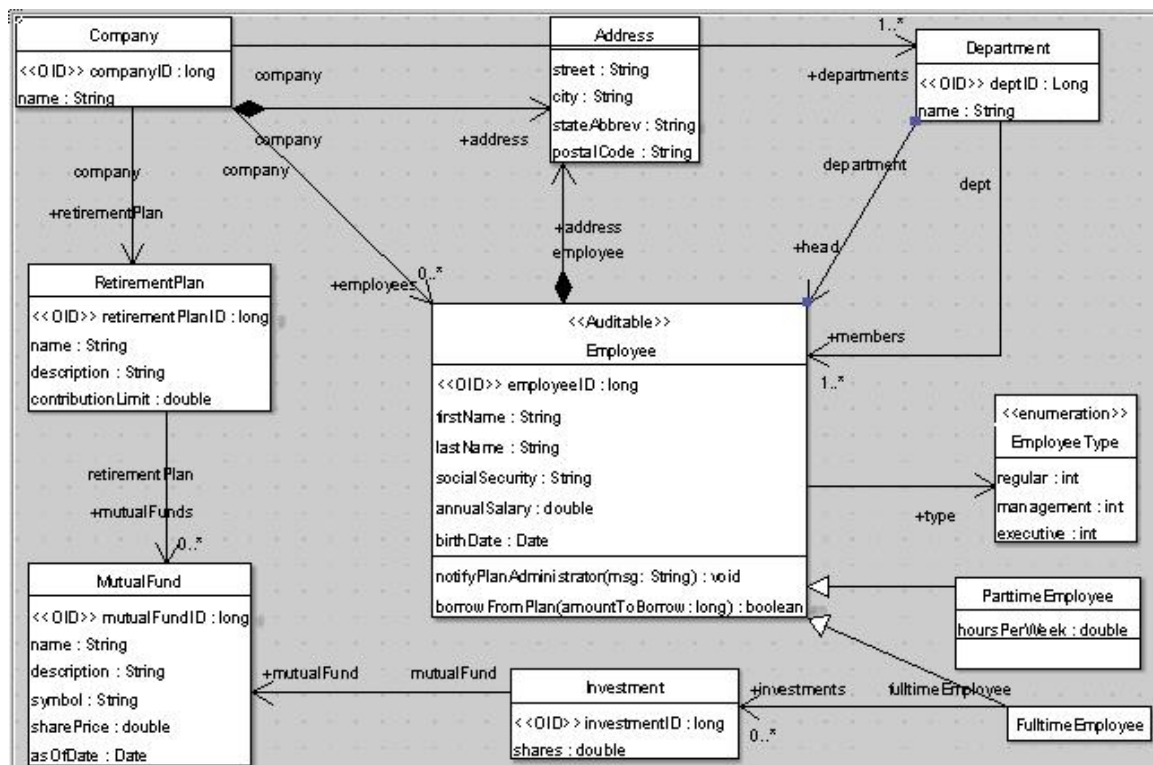 Company
<<OID>> companyID : long
name : String
company
company
company
+address
Address
street : String
city : String
stateAbbrev : String
postalCode : String
1..*
+departments
Department
<<OID>> deptID : Long
name : String
department
dept
company
+retirementPlan
+address
employee
+head
0..*
+employees
RetirementPlan
<<OID>> retirementPlanID : long
name : String
description : String
contributionLimit : double
<<Auditable>>
Employee
<<OID>> employeeID : long
firstName : String
lastName : String
socialSecurity : String
annualSalary : double
birthDate : Date
notifyPlanAdministrator(msg: String) : void
borrowFromPlan(amountToBorrow: long) : boolean
+members
1..*
<<enumeration>>
EmployeeType
regular : int
management : int
executive : int
+type
retirementPlan
+mutualFunds
0..*
MutualFund
<<OID>> mutualFundID : long
name : String
description : String
symbol : String
sharePrice : double
asOfDate : Date
ParttimeEmployee
hoursPerWeek : double
+mutualFund
mutualFund
Investment
<<OID>> investmentID : long
shares : double
+investments
fulltimeEmployee
0..*
FulltimeEmployee